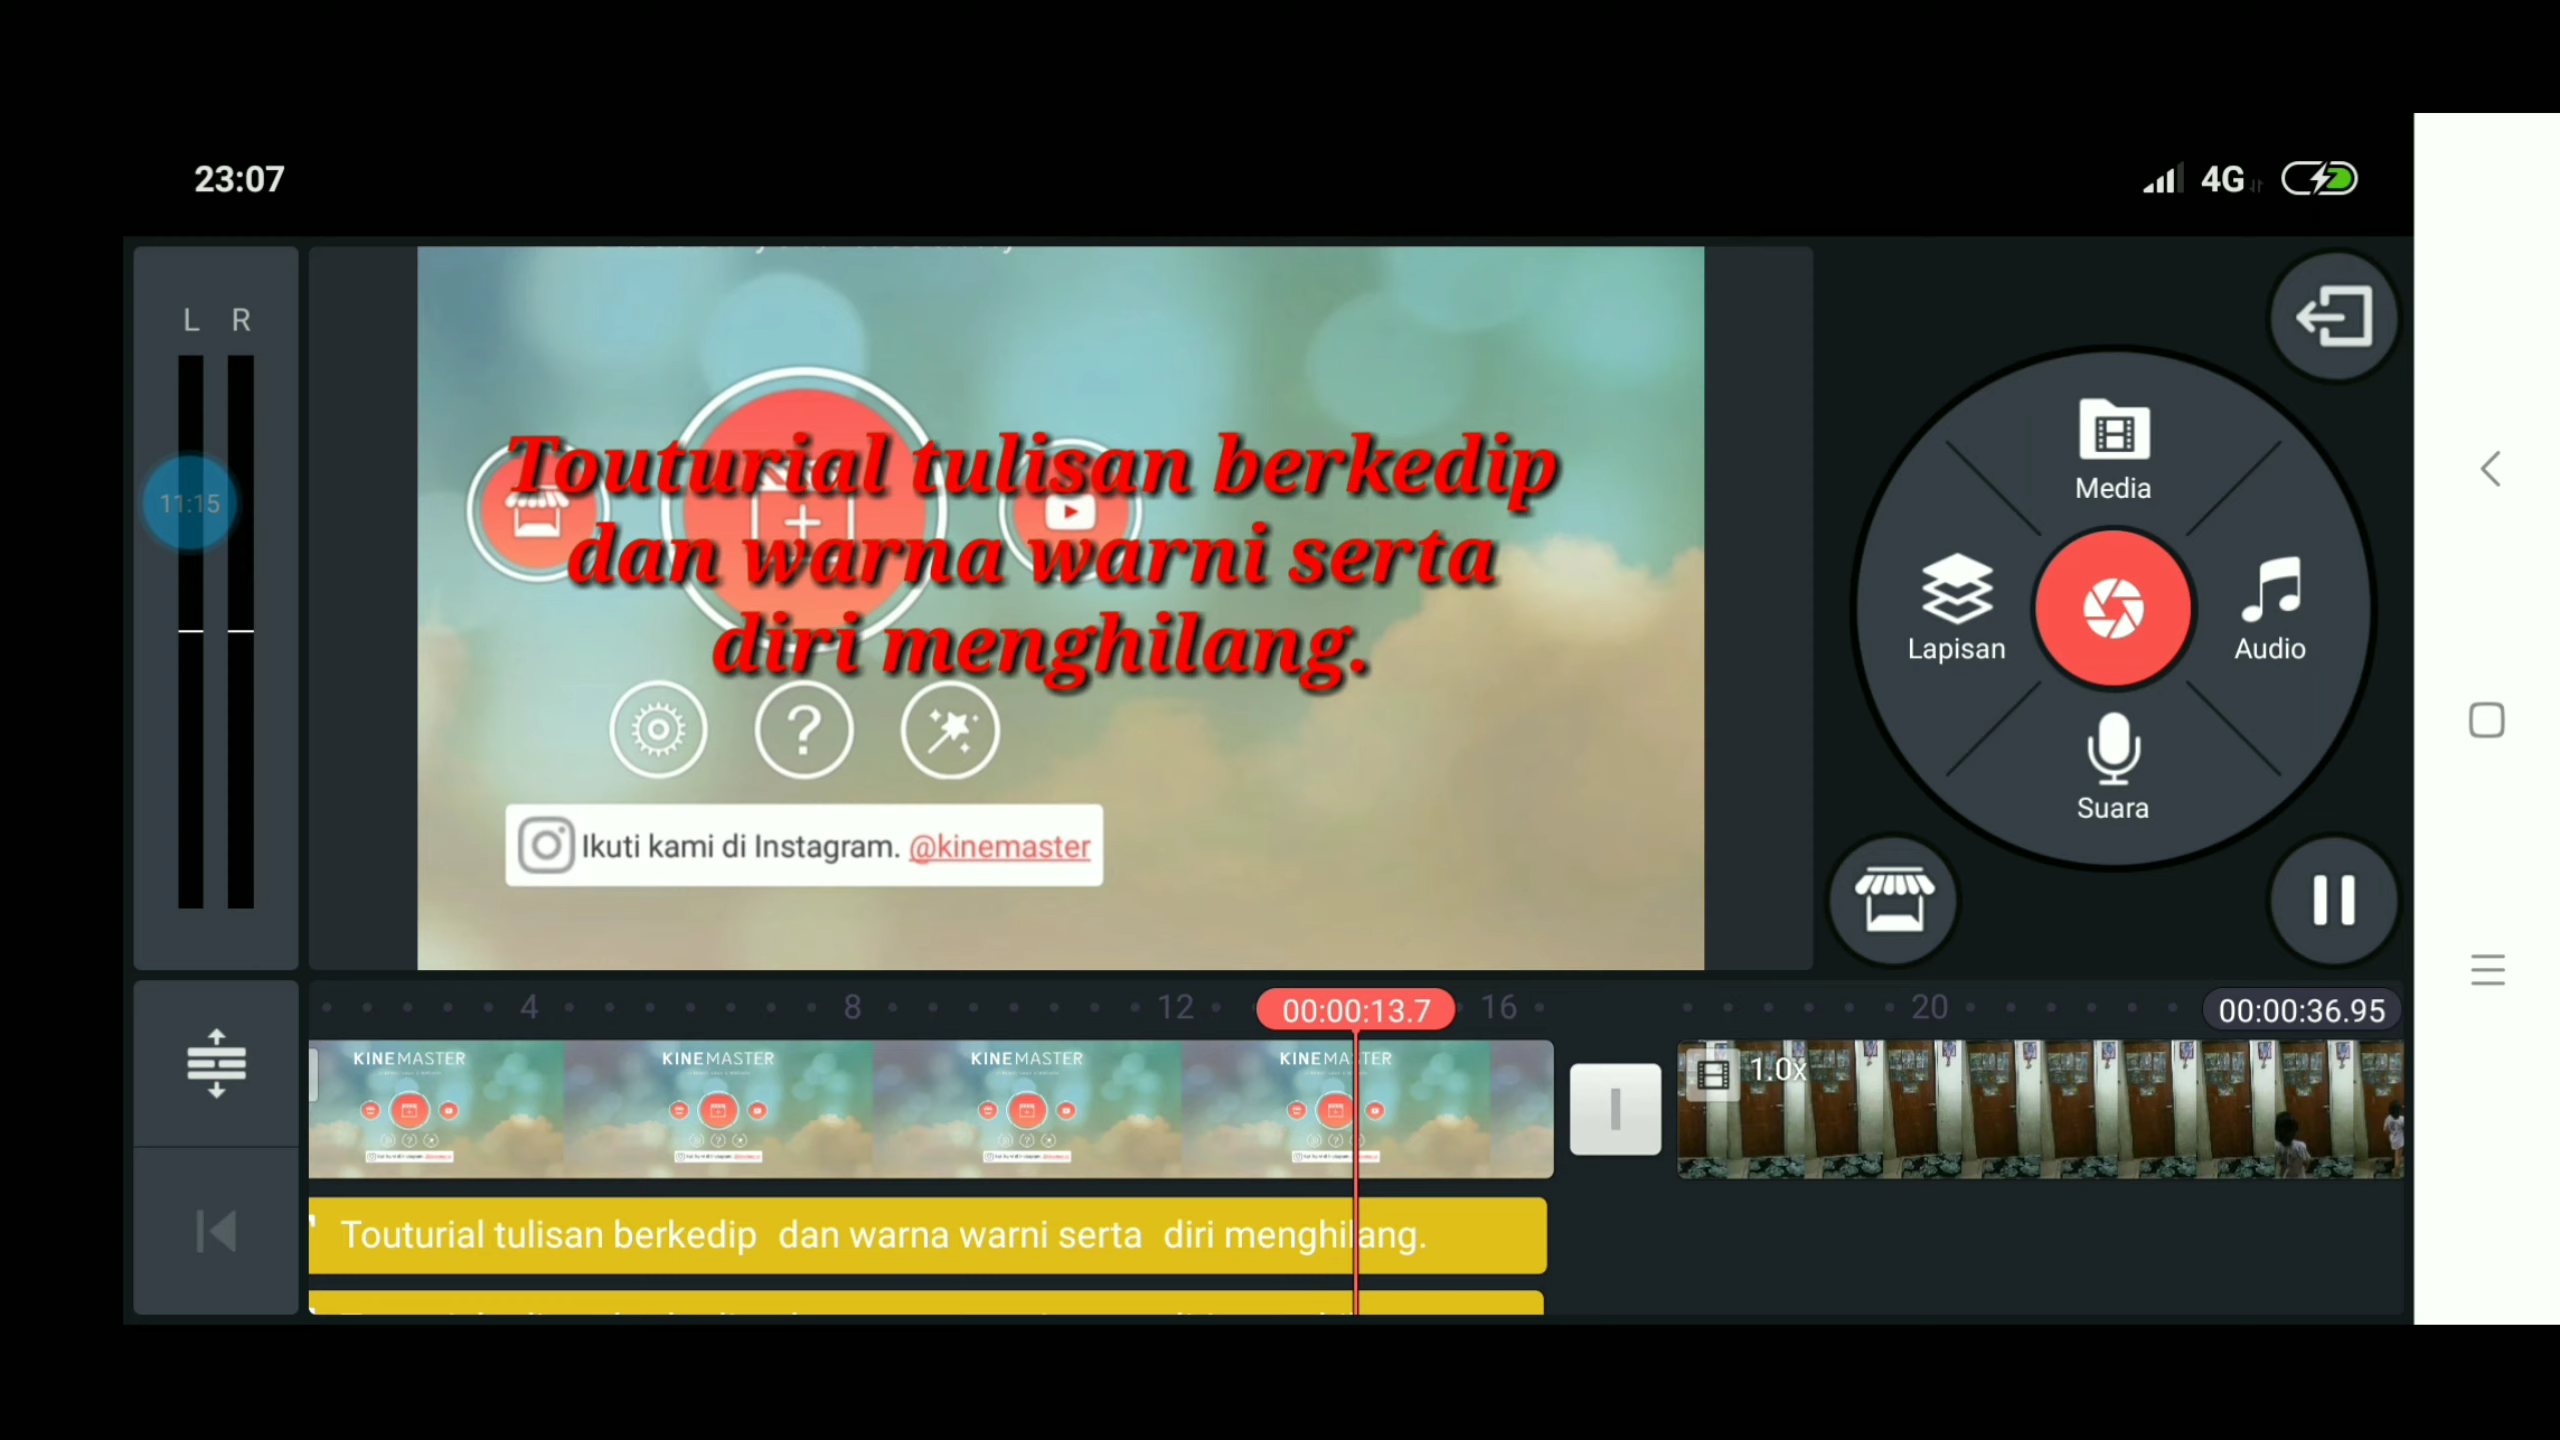 23:07
4G
L R
11:15
Touturial tulisan berkedip
dan warna warni serta
diri menghilang.
Ikuti kami di Instagram. @kinemaster
Media
Lapisan
Audio
Suara
4 8 12 00:00:13.7 16 20 00:00:36.95
KINEMASTER KINEMASTER KINEMASTER KINEMASTER
1.0x
Touturial tulisan berkedip dan warna warni serta diri menghilang.